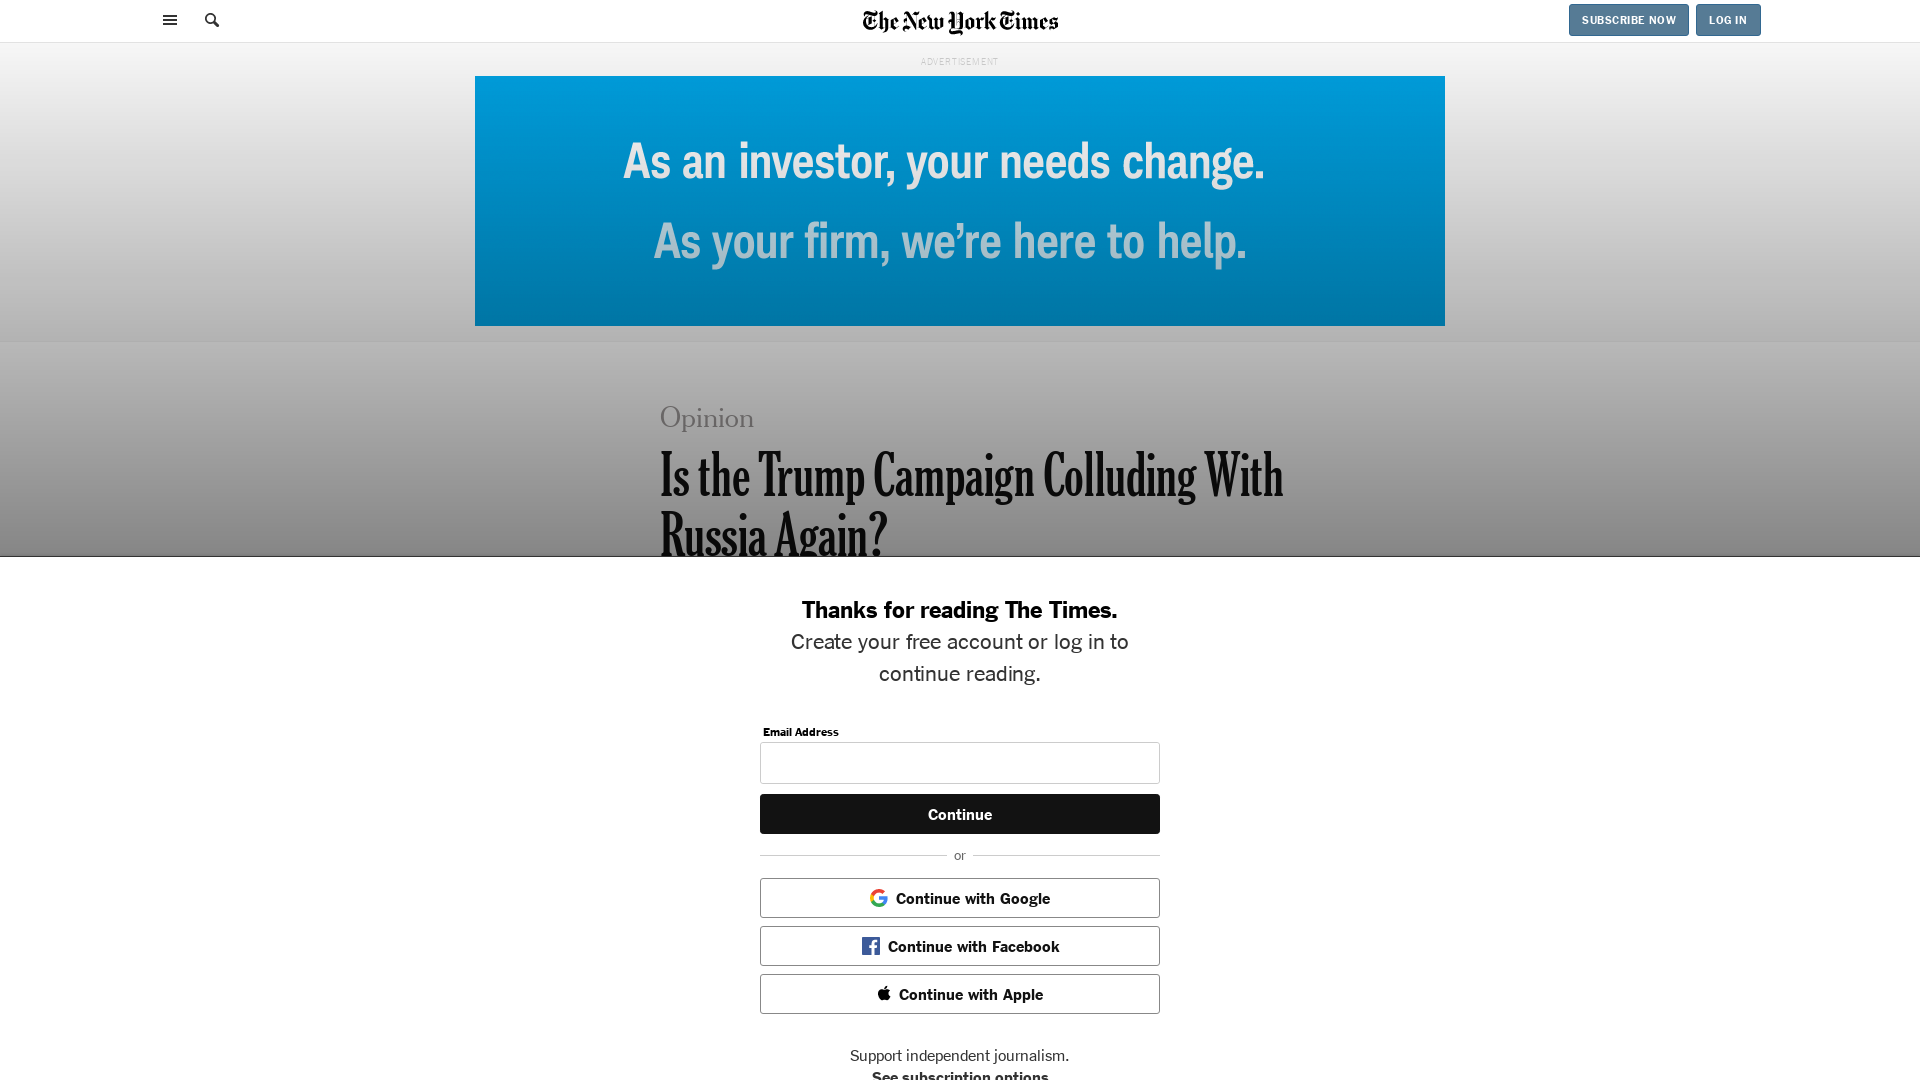 The New York Times
SUBSCRIBE NOW
LOG IN
ADVERTISEMENT
As an investor, your needs change.
As your firm, we’re here to help.
Opinion
Is the Trump Campaign Colluding With
Russia Again?
Thanks for reading The Times.
Create your free account or log in to
continue reading.
Email Address
Continue
or
Continue with Google
Continue with Facebook
Continue with Apple
Support independent journalism.
See subscription options